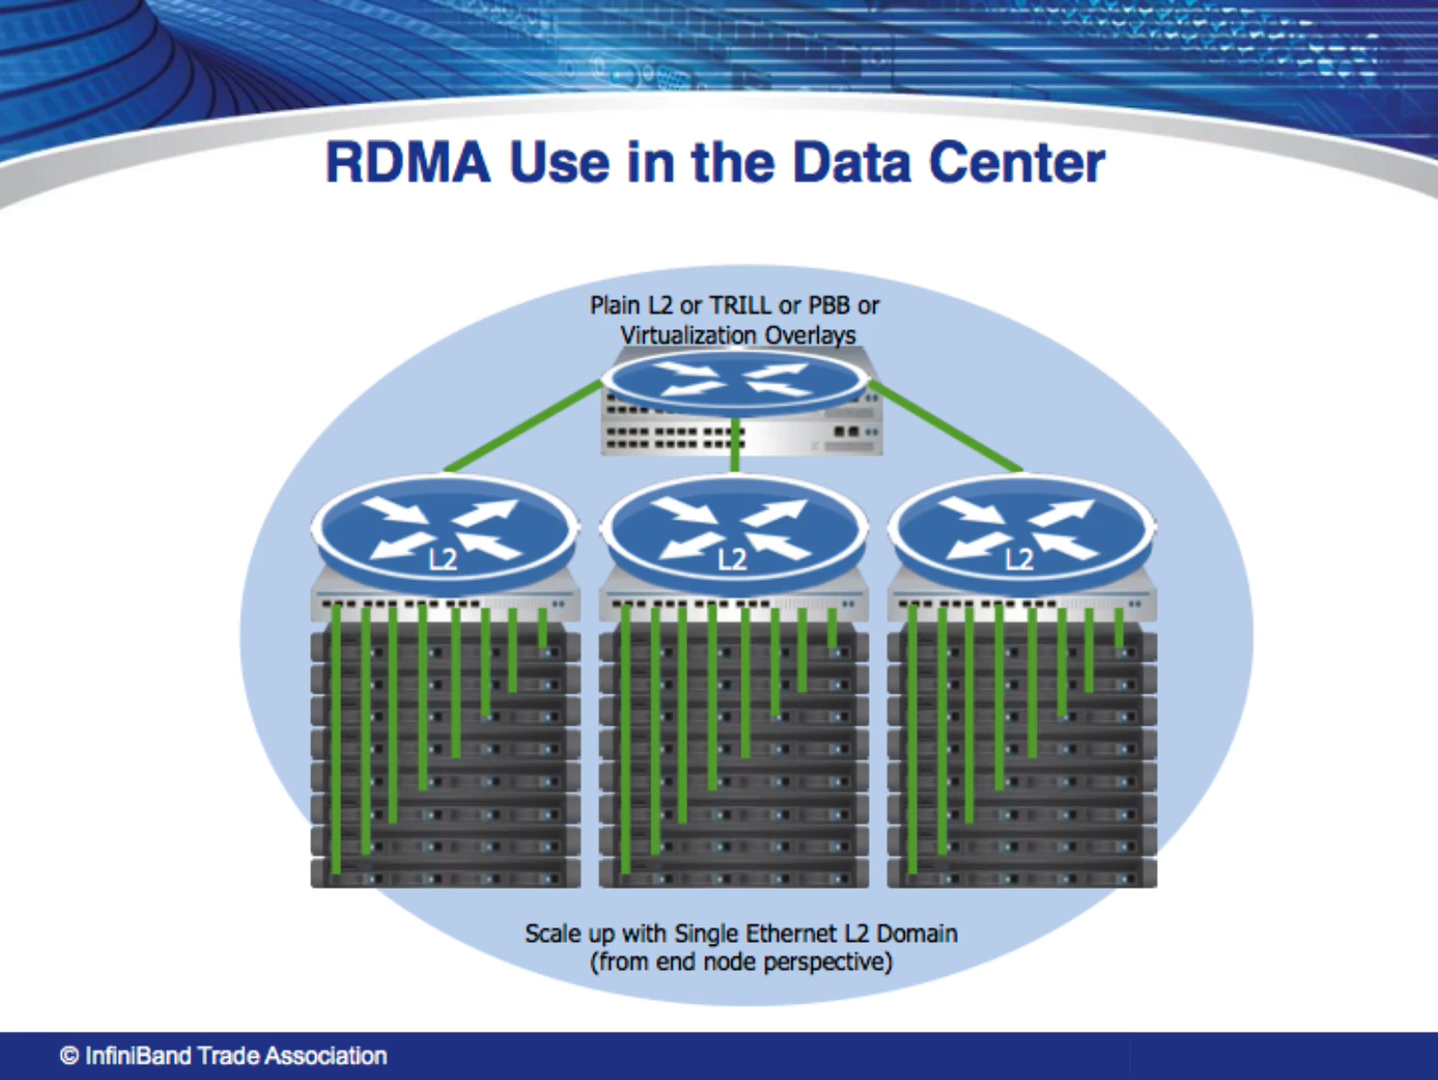 RDMA Use in the Data Center
Plain L2 or TRILL or PBB or
Virtualization Overlays
L2
L2
L2
Scale up with Single Ethernet L2 Domain
(from end node perspective)
© InfiniBand Trade Association